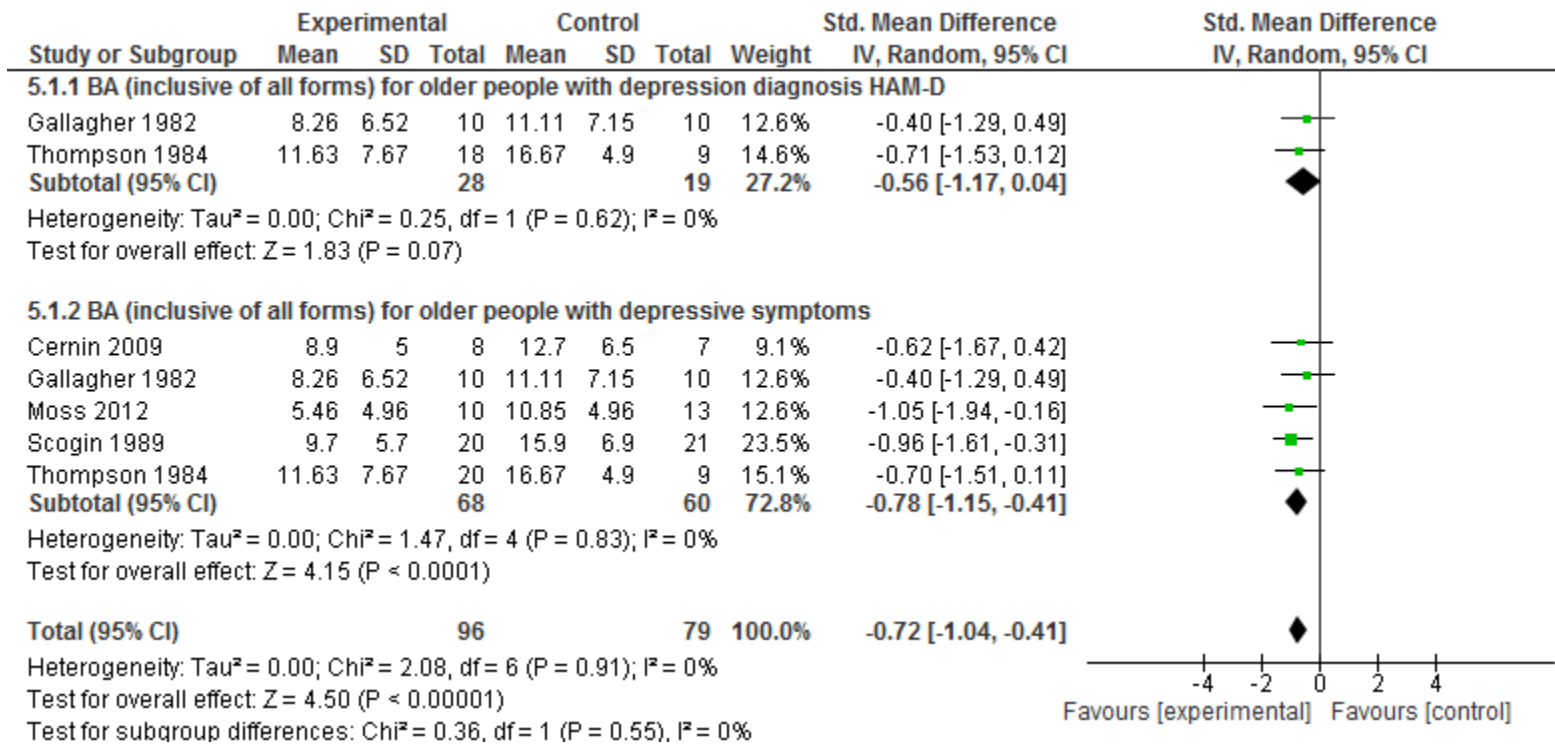 Experimental Control Std. Mean Difference Std. Mean Difference
Study or Subgroup Mean SD Total Mean SD Total Weight IV, Random, 95% CI IV, Random, 95% CI
5.1.1 BA (inclusive of all forms) for older people with depression diagnosis HAM-D
Gallagher 1982 8.26 6.52 10 11.11 7.15 10 12.6% -0.40 [-1.29, 0.49]
Thompson 1984 11.63 7.67 18 16.67 4.9 9 14.6% -0.71 [-1.53, 0.12]
Subtotal (95% CI) 28 19 27.2% -0.56 [-1.17, 0.04]
Heterogeneity: Tau² = 0.00; Chi² = 0.25, df = 1 (P = 0.62); I² = 0%
Test for overall effect: Z = 1.83 (P = 0.07)
5.1.2 BA (inclusive of all forms) for older people with depressive symptoms
Cernin 2009 8.9 5 8 12.7 6.5 7 9.1% -0.62 [-1.67, 0.42]
Gallagher 1982 8.26 6.52 10 11.11 7.15 10 12.6% -0.40 [-1.29, 0.49]
Moss 2012 5.46 4.96 10 10.85 4.96 13 12.6% -1.05 [-1.94, -0.16]
Scogin 1989 9.7 5.7 20 15.9 6.9 21 23.5% -0.96 [-1.61, -0.31]
Thompson 1984 11.63 7.67 20 16.67 4.9 9 15.1% -0.70 [-1.51, 0.11]
Subtotal (95% CI) 68 60 72.8% -0.78 [-1.15, -0.41]
Heterogeneity: Tau² = 0.00; Chi² = 1.47, df = 4 (P = 0.83); I² = 0%
Test for overall effect: Z = 4.15 (P < 0.0001)
Total (95% CI) 96 79 100.0% -0.72 [-1.04, -0.41]
Heterogeneity: Tau² = 0.00; Chi² = 2.08, df = 6 (P = 0.91); I² = 0%
Test for overall effect: Z = 4.50 (P < 0.00001)
Test for subgroup differences: Chi² = 0.36, df = 1 (P = 0.55), I² = 0%
-4 -2 0 2 4
Favours [experimental] Favours [control]